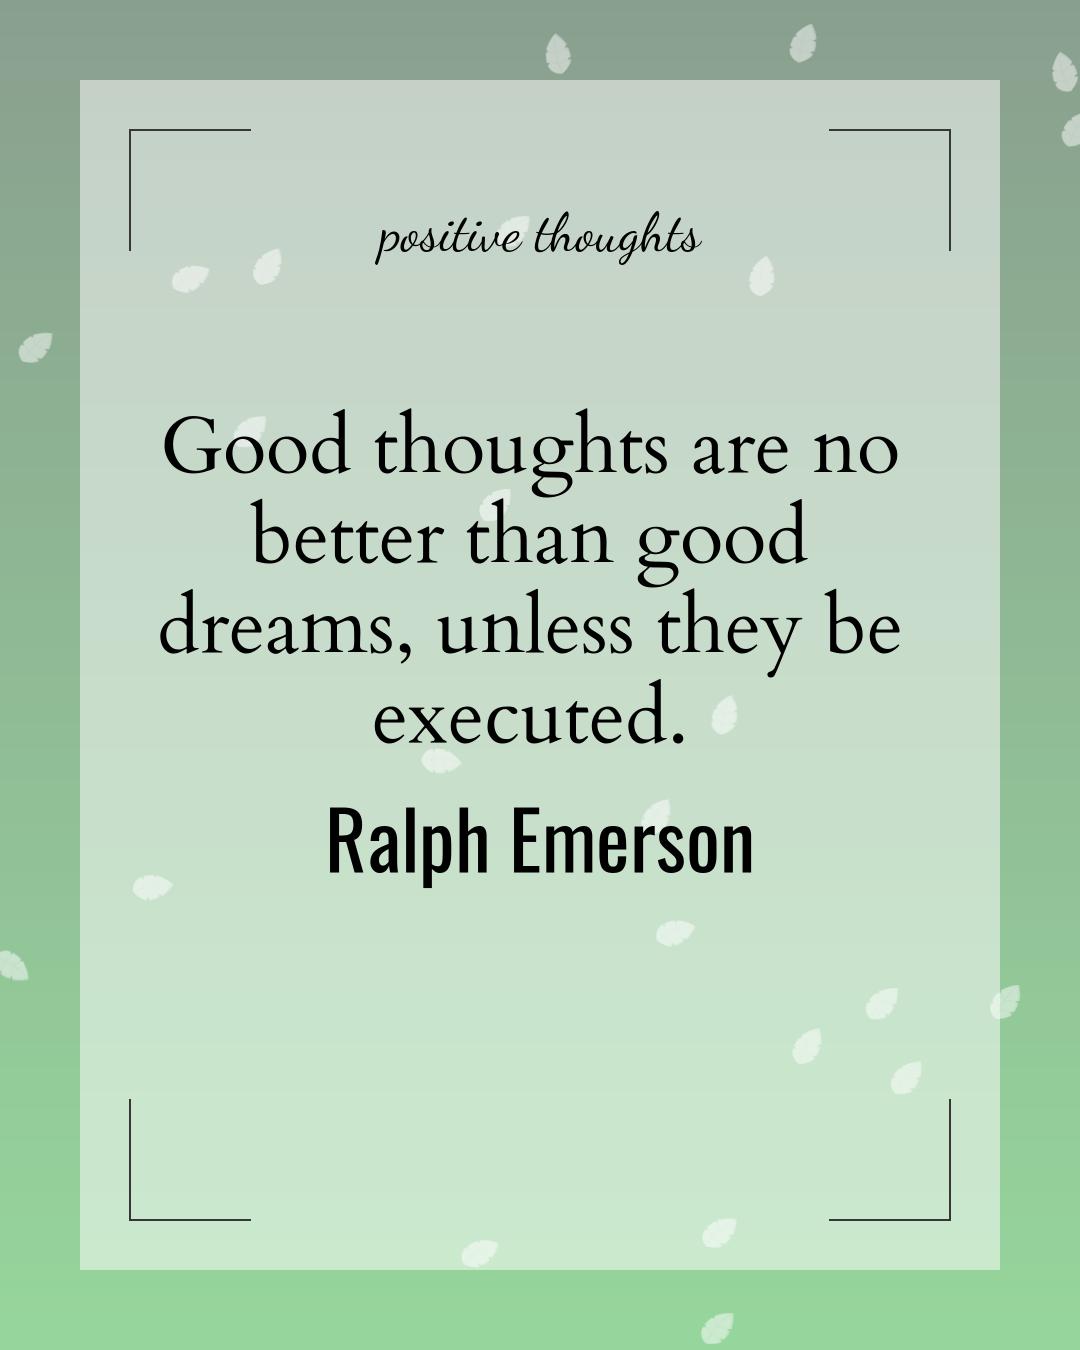 positive thoughts
Good thoughts are no
better than good
dreams, unless they be
executed.
Ralph Emerson